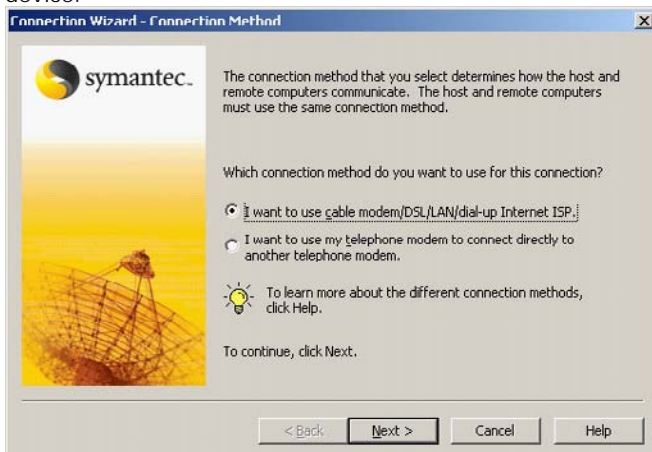 device.
Connection Wizard - Connection Method
symantec.
The connection method that you select determines how the host and
remote computers communicate. The host and remote computers
must use the same connection method.
Which connection method do you want to use for this connection?
I want to use cable modem/DSL/LAN/dial-up Internet ISP.
I want to use my telephone modem to connect directly to
another telephone modem.
To learn more about the different connection methods,
click Help.
To continue, click Next.
< Back
Next >
Cancel
Help